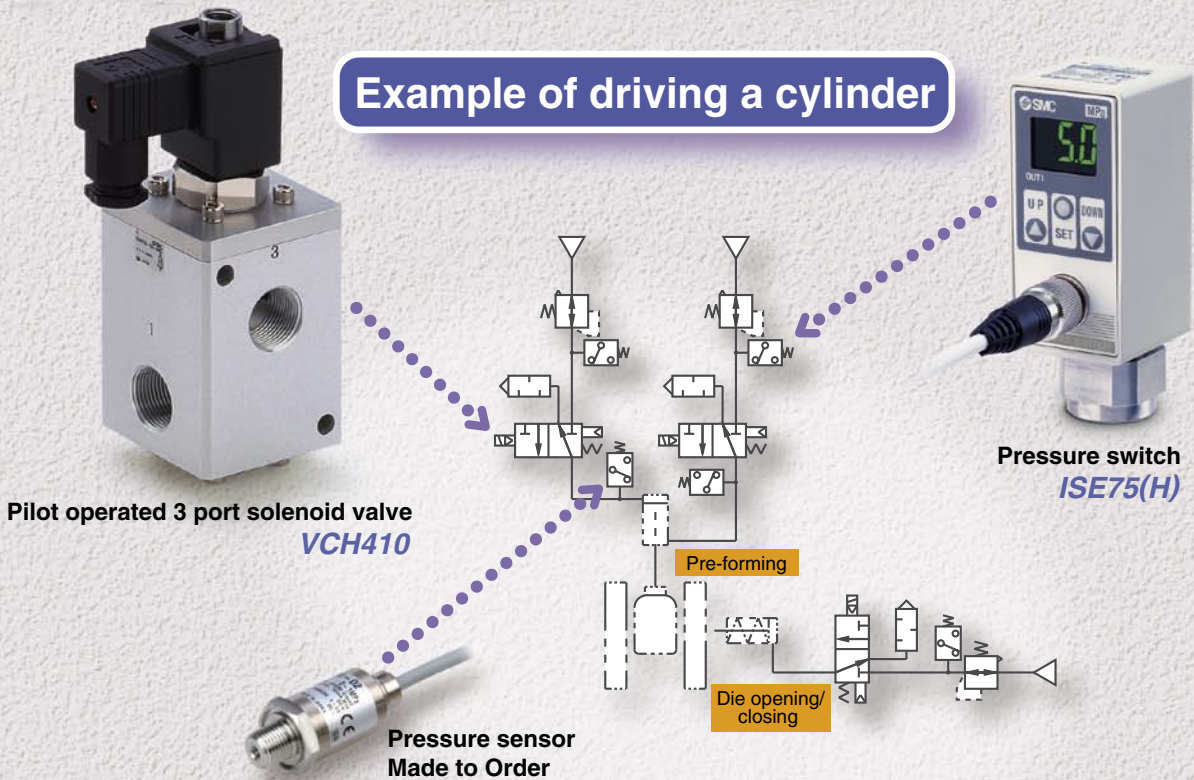 Example of driving a cylinder
SMC
MPa
5.0
OUT1
UP
DOWN
SET
3
1
Pressure switch
ISE75(H)
Pilot operated 3 port solenoid valve
VCH410
Pre-forming
Die opening/
closing
Pressure sensor
Made to Order